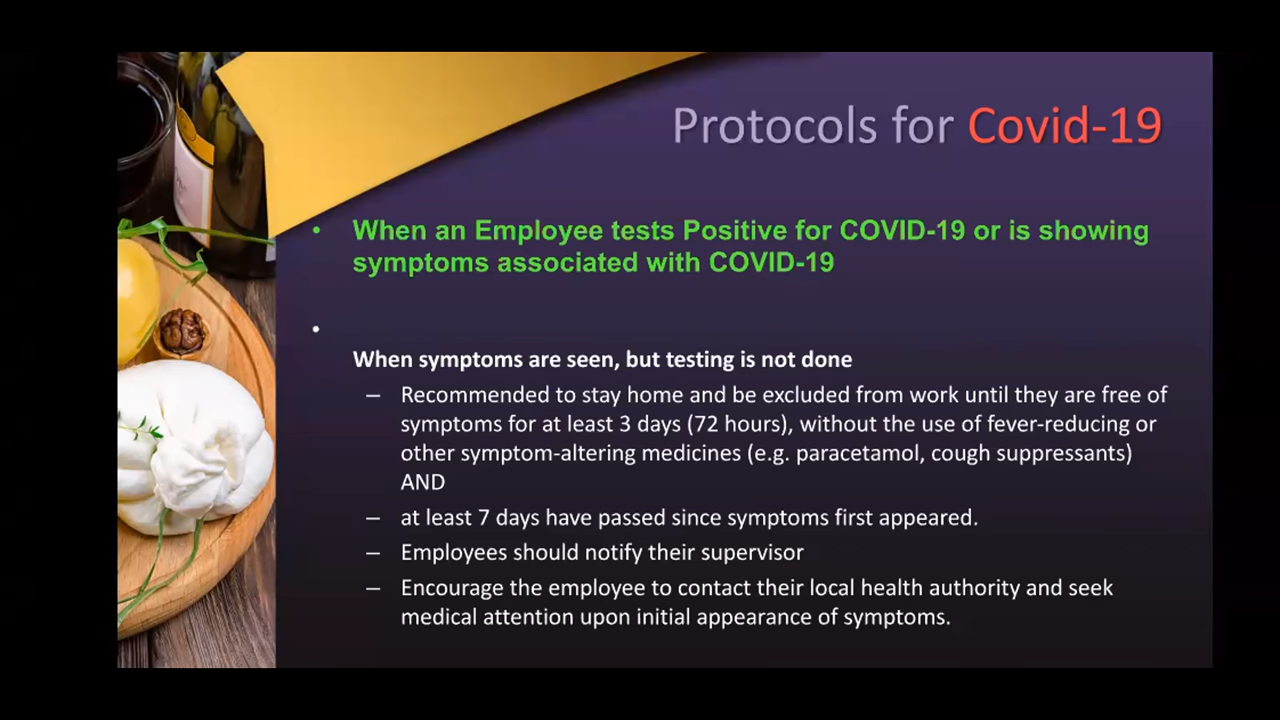 Protocols for Covid-19
• When an Employee tests Positive for COVID-19 or is showing
symptoms associated with COVID-19
•
When symptoms are seen, but testing is not done
– Recommended to stay home and be excluded from work until they are free of
symptoms for at least 3 days (72 hours), without the use of fever-reducing or
other symptom-altering medicines (e.g. paracetamol, cough suppressants)
AND
– at least 7 days have passed since symptoms first appeared.
– Employees should notify their supervisor
– Encourage the employee to contact their local health authority and seek
medical attention upon initial appearance of symptoms.